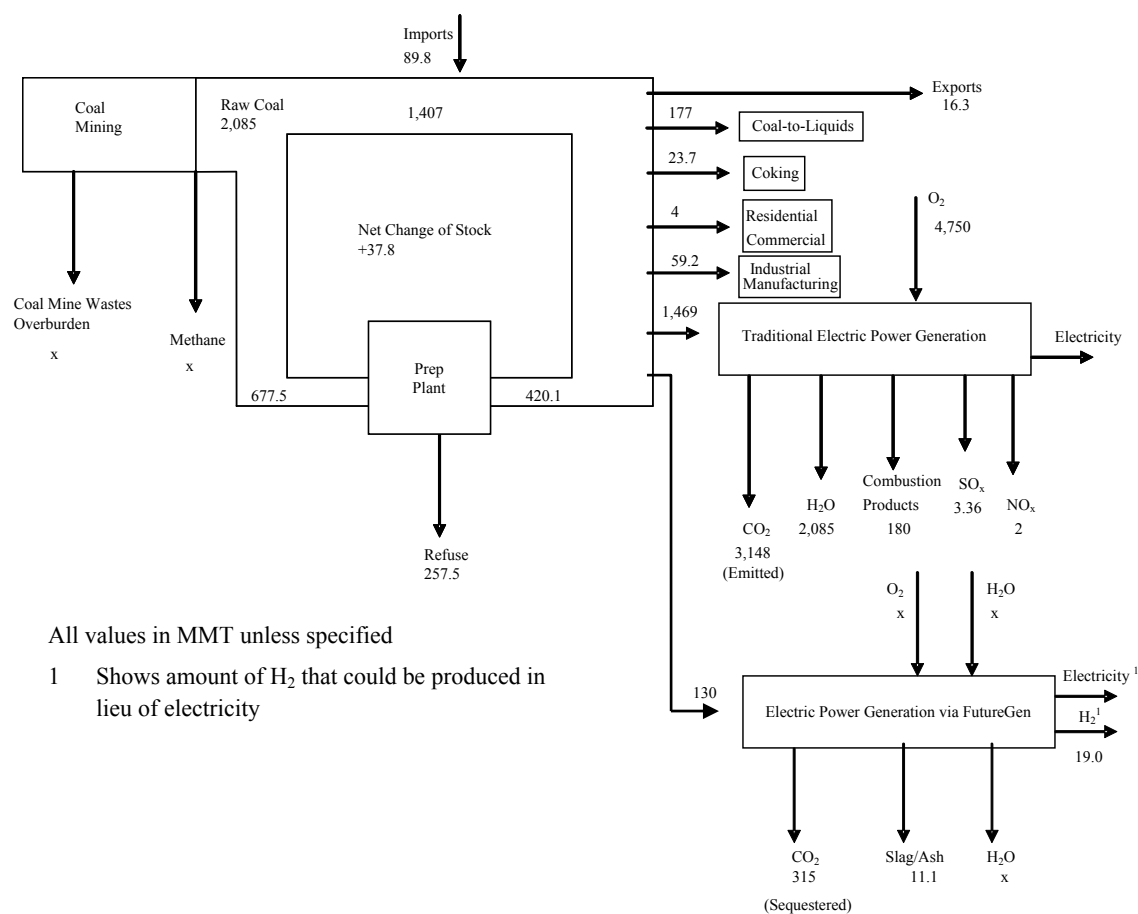 Imports
89.8
Coal
Mining
Raw Coal
2,085
1,407
Exports
16.3
177
Coal-to-Liquids
23.7
Coking
Net Change of Stock
+37.8
4
Residential
Commercial
O2
4,750
59.2
Industrial
Manufacturing
Coal Mine Wastes
Overburden
x
Methane
x
1,469
Traditional Electric Power Generation
Electricity
Prep
Plant
677.5
420.1
Refuse
257.5
CO2
3,148
(Emitted)
H2O
2,085
Combustion
Products
180
SOx
3.36
NOx
2
O2
x
H2O
x
All values in MMT unless specified
1 Shows amount of H2 that could be produced in
lieu of electricity
130
Electric Power Generation via FutureGen
Electricity 1
H2 1
19.0
CO2
315
(Sequestered)
Slag/Ash
11.1
H2O
x